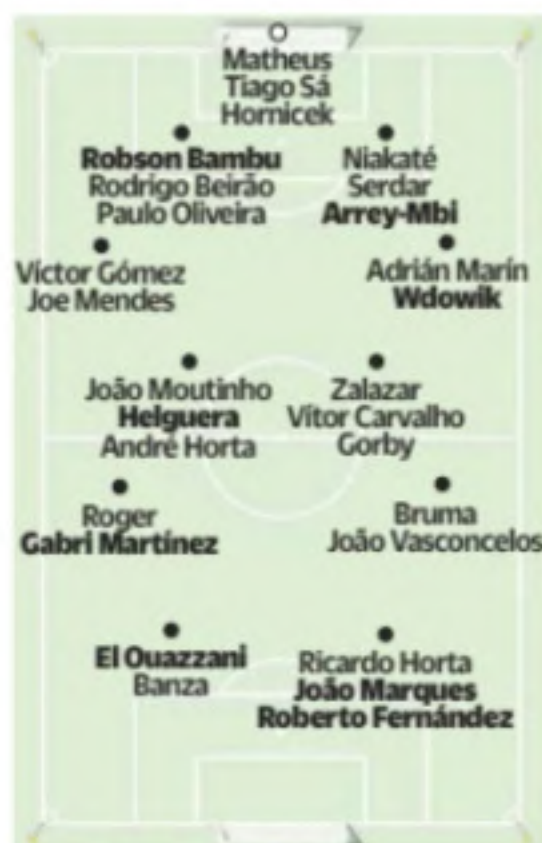 Matheus
Tiago Sá
Hornicek
Robson Bambu
Rodrigo Beirão
Paulo Oliveira
Niakaté
Serdar
Arrey-Mbi
Víctor Gómez
Joe Mendes
Adrián Marín
Wdowik
João Moutinho
Helguera
André Horta
Zalazar
Vítor Carvalho
Gorby
Roger
Gabri Martínez
Bruma
João Vasconcelos
El Ouazzani
Banza
Ricardo Horta
João Marques
Roberto Fernández